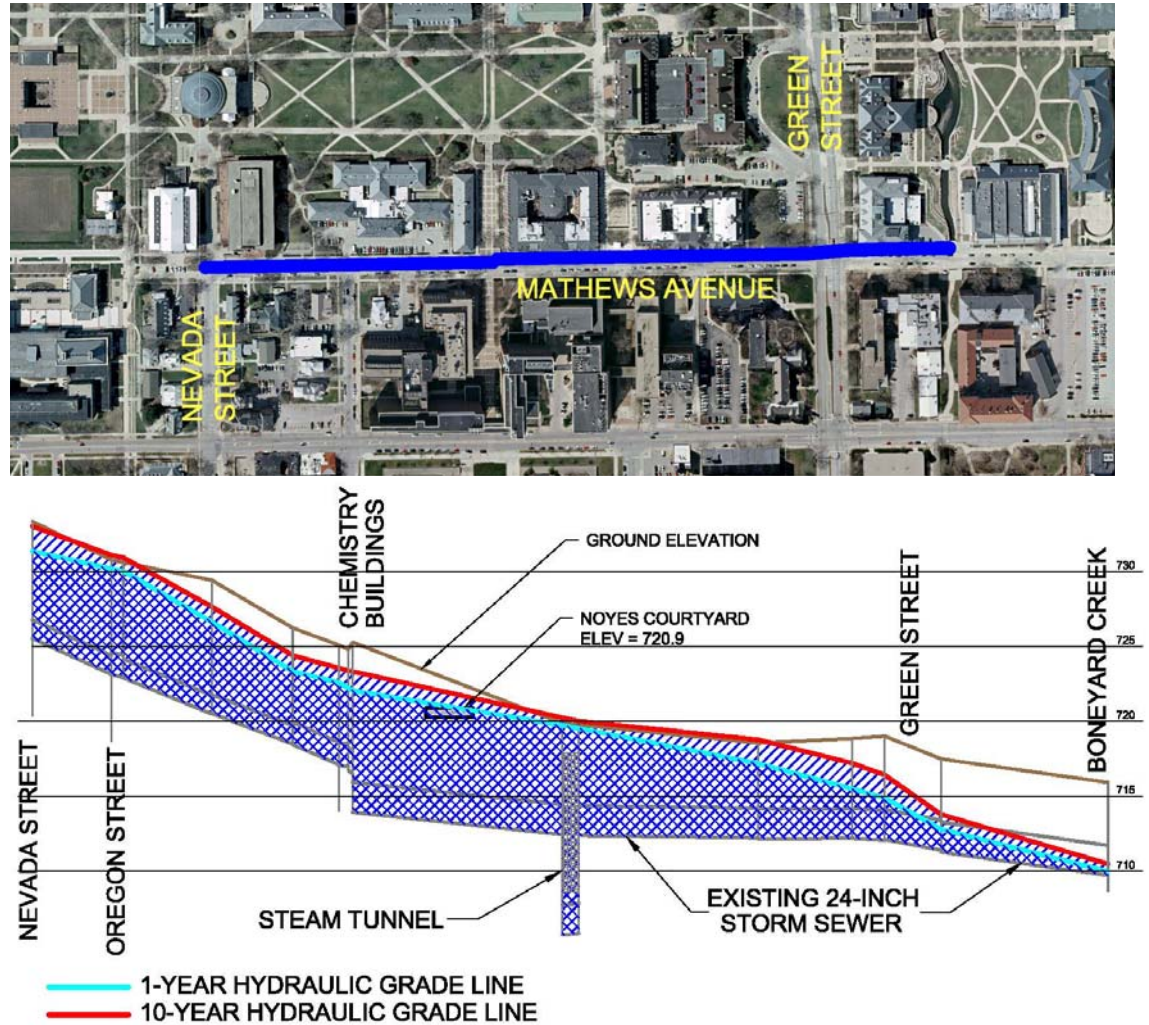 GREEN
STREET
MATHEWS AVENUE
NEVADA
STREET
CHEMISTRY
BUILDINGS
GROUND ELEVATION
NOYES COURTYARD
ELEV = 720.9
GREEN STREET
BONEYARD CREEK
730
725
720
715
710
NEVADA STREET
OREGON STREET
STEAM TUNNEL
EXISTING 24-INCH
STORM SEWER
1-YEAR HYDRAULIC GRADE LINE
10-YEAR HYDRAULIC GRADE LINE